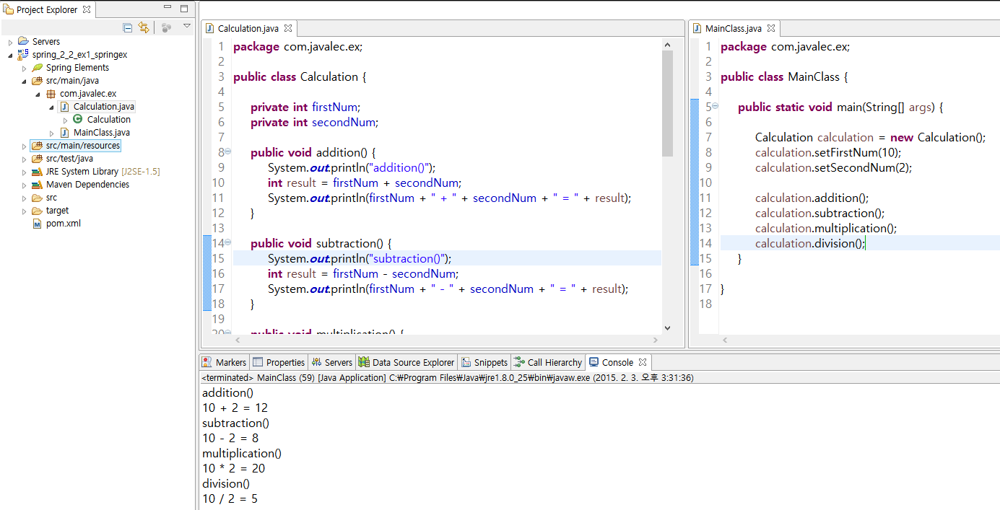 Project Explorer
Servers
spring_2_2_ex1_springex
Spring Elements
src/main/java
com.javalec.ex
Calculation.java
Calculation
MainClass.java
src/main/resources
src/test/java
JRE System Library [J2SE-1.5]
Maven Dependencies
src
target
pom.xml
Calculation.java
1 package com.javalec.ex;
2
3 public class Calculation {
4
5 private int firstNum;
6 private int secondNum;
7
8 public void addition() {
9 System.out.println("addition()");
10 int result = firstNum + secondNum;
11 System.out.println(firstNum + " + " + secondNum + " = " + result);
12 }
13
14 public void subtraction() {
15 System.out.println("subtraction()");
16 int result = firstNum - secondNum;
17 System.out.println(firstNum + " - " + secondNum + " = " + result);
18 }
19
20 public void multiplication() {
MainClass.java
1 package com.javalec.ex;
2
3 public class MainClass {
4
5 public static void main(String[] args) {
6
7 Calculation calculation = new Calculation();
8 calculation.setFirstNum(10);
9 calculation.setSecondNum(2);
10
11 calculation.addition();
12 calculation.subtraction();
13 calculation.multiplication();
14 calculation.division();
15 }
16
17 }
18
Markers Properties Servers Data Source Explorer Snippets Call Hierarchy Console
<terminated> MainClass (59) [Java Application] C:₩Program Files₩Java₩jre1.8.0_25₩bin₩javaw.exe (2015. 2. 3. 오후 3:31:36)
addition()
10 + 2 = 12
subtraction()
10 - 2 = 8
multiplication()
10 * 2 = 20
division()
10 / 2 = 5